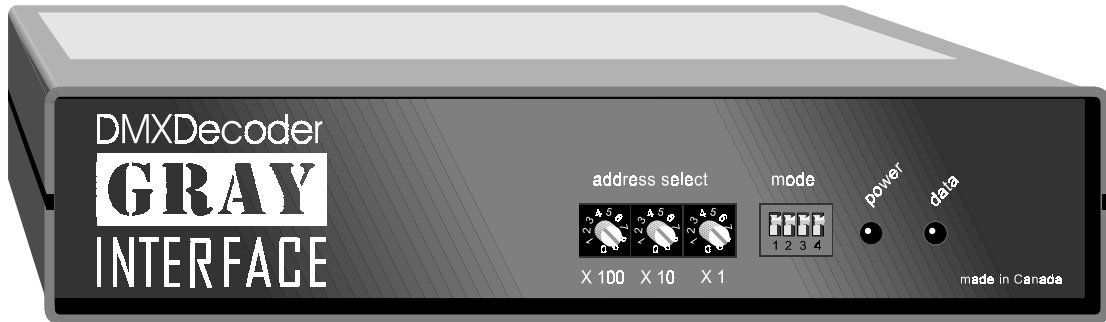 DMXDecoder
GRAY
INTERFACE
address select
X 100 X 10 X 1
mode
1 2 3 4
power
data
made in Canada